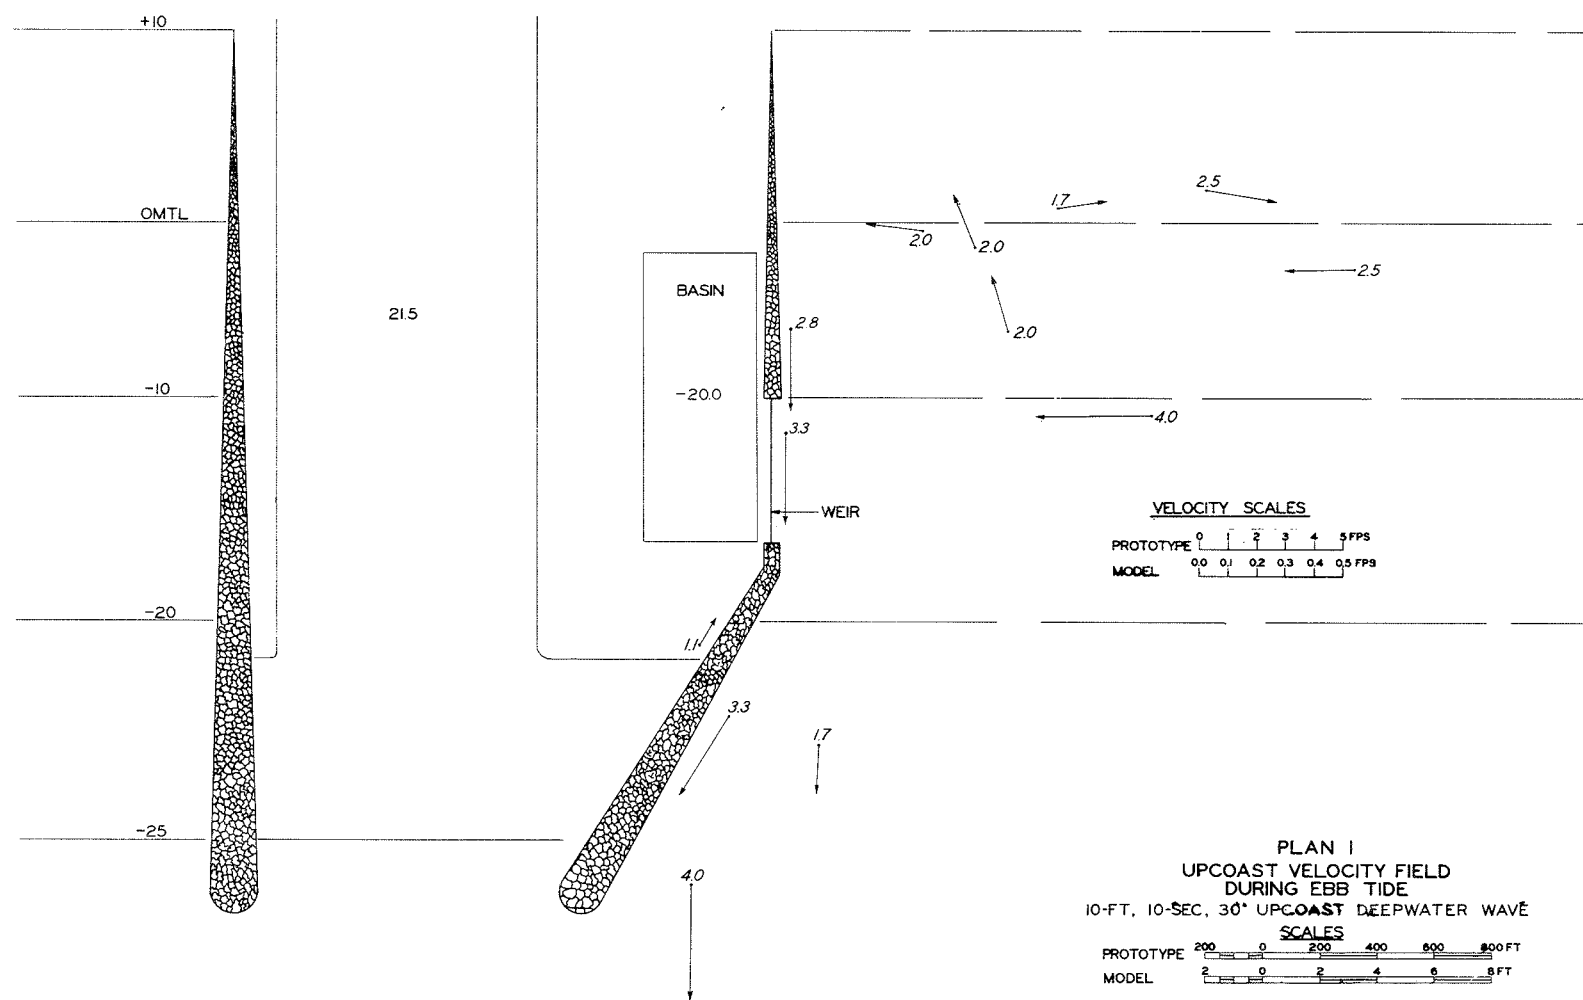 +10
OMTL
-10
-20
-25
21.5
BASIN
-20.0
WEIR
2.0
2.0
1.7
2.5
2.5
2.0
2.8
4.0
3.3
1.1
3.3
1.7
4.0
VELOCITY SCALES
PROTOTYPE 0 1 2 3 4 5 FPS
MODEL 0.0 0.1 0.2 0.3 0.4 0.5 FPS
PLAN 1
UPCOAST VELOCITY FIELD
DURING EBB TIDE
10-FT, 10-SEC, 30° UPCOAST DEEPWATER WAVE
SCALES
PROTOTYPE 200 0 200 400 600 800 FT
MODEL 2 0 2 4 6 8 FT